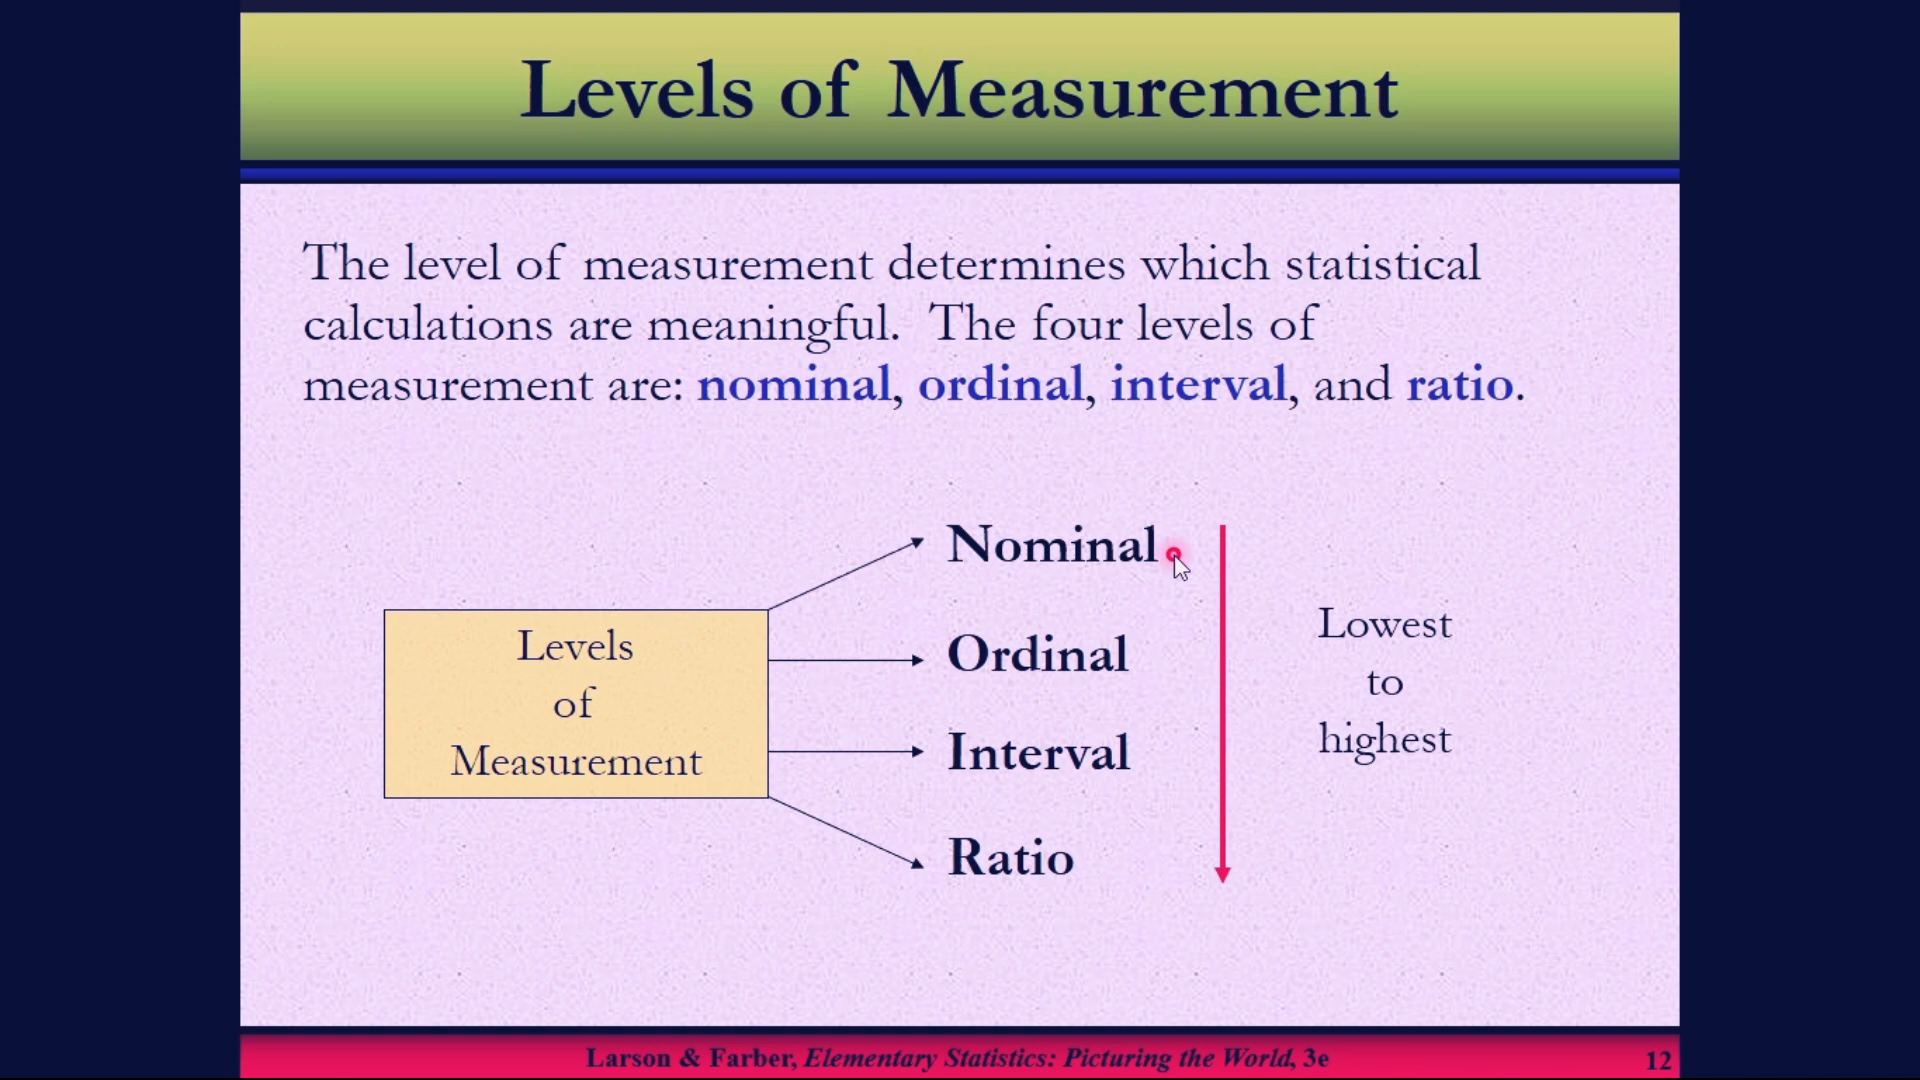 Levels of Measurement
The level of measurement determines which statistical
calculations are meaningful. The four levels of
measurement are: nominal, ordinal, interval, and ratio.
Levels
of
Measurement
Nominal
Ordinal
Interval
Ratio
Lowest
to
highest
Larson & Farber, Elementary Statistics: Picturing the World, 3e
12